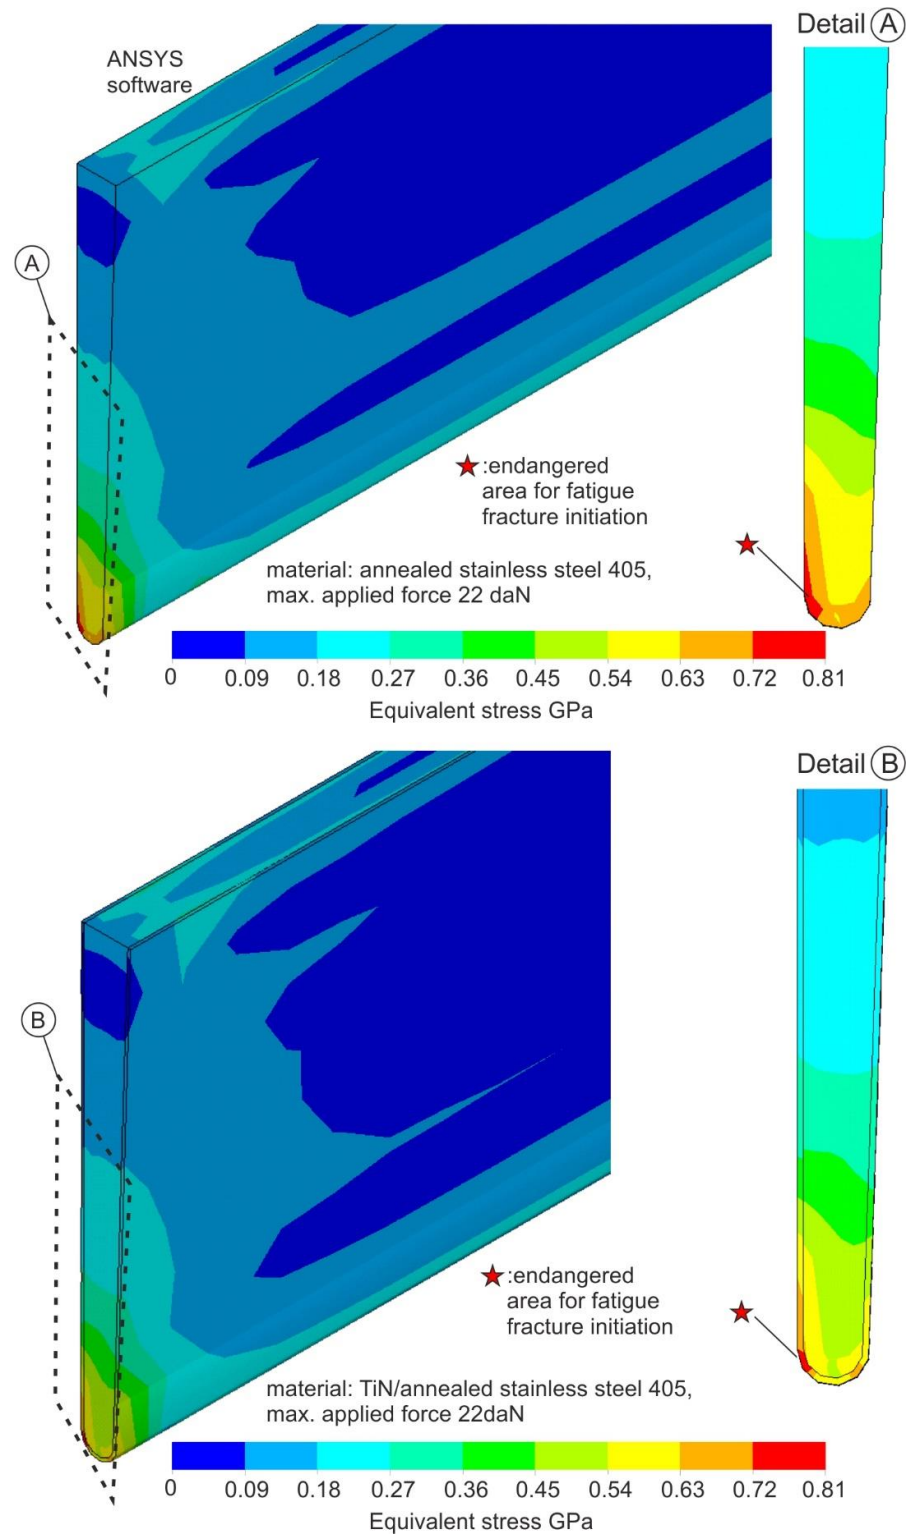 Detail A
ANSYS
software
A
★:endangered
area for fatigue
fracture initiation
material: annealed stainless steel 405,
max. applied force 22 daN
0 0.09 0.18 0.27 0.36 0.45 0.54 0.63 0.72 0.81
Equivalent stress GPa
Detail B
B
★:endangered
area for fatigue
fracture initiation
material: TiN/annealed stainless steel 405,
max. applied force 22daN
0 0.09 0.18 0.27 0.36 0.45 0.54 0.63 0.72 0.81
Equivalent stress GPa